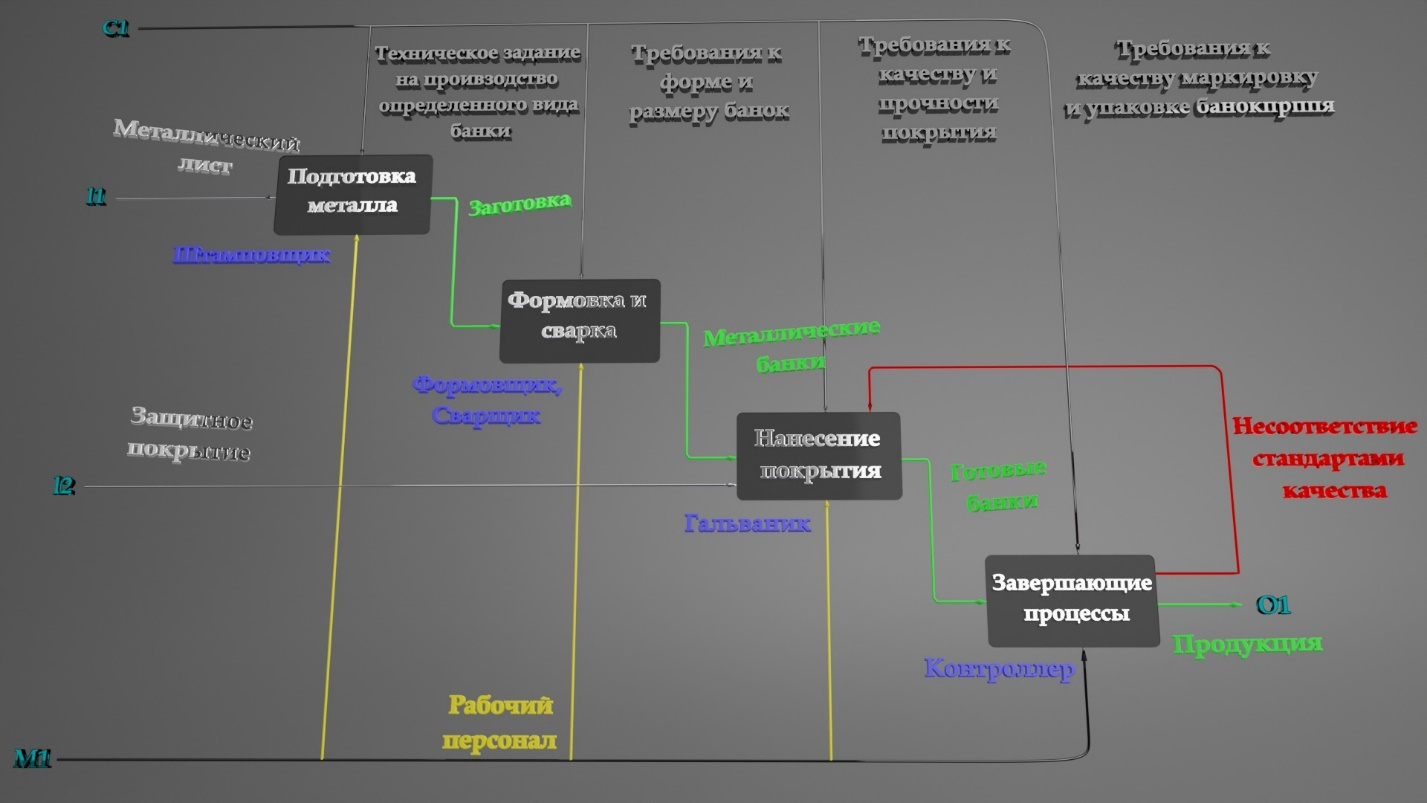 C1
Техническое задание
на проивзодство
определенного вида
банки
Требования к
форме и
размеру банок
Требования к
качеству и
прочности
покрытия
Требования к
качеству маркировку
и упаковке банокпршпя
Металлический
лист
I1
Подготовка
металла
Заготовка
Штамповщик
Формовка и
сварка
Металлические
банки
Формовщик,
Сварщик
Защитное
покрытие
I2
Нанесение
покрытия
Готовые
банки
Гальваник
Несоответствие
стандартами
качества
Завершающие
процессы
O1
Продукция
Контроллер
Рабочий
персонал
M1